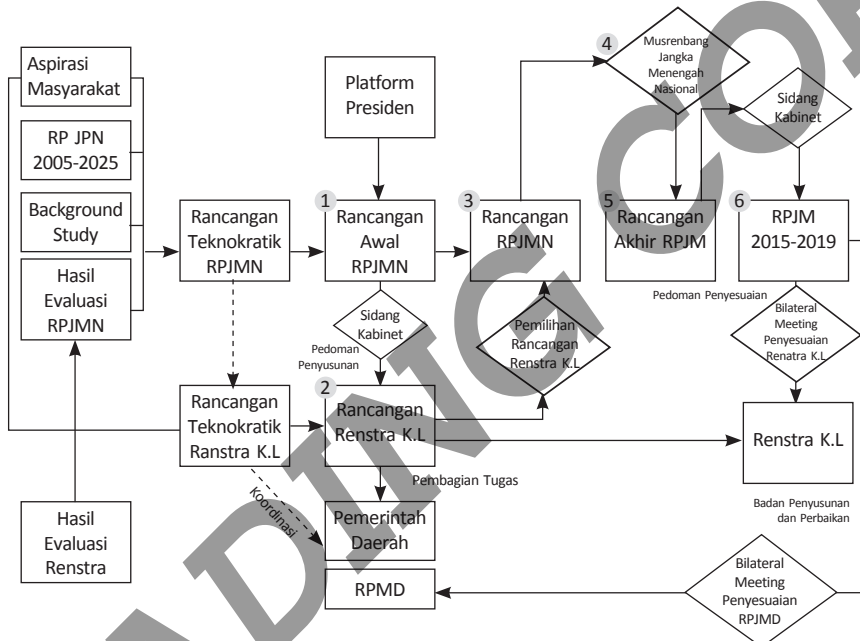 Aspirasi
Masyarakat
RP JPN
2005-2025
Background
Study
Hasil
Evaluasi
RPJMN
Hasil
Evaluasi
Renstra
Rancangan
Teknokratik
RPJMN
Rancangan
Teknokratik
Ranstra K.L
Koordinasi
Platform
Presiden
1
Rancangan
Awal
RPJMN
Sidang
Kabinet
Pedoman
Penyusunan
2
Rancangan
Renstra K.L
Pembagian Tugas
Pemerintah
Daerah
RPMD
3
Rancangan
RPJMN
Pemilihan
Rancangan
Renstra K.L
4
Musrenbang
Jangka
Menengah
Nasional
5
Rancangan
Akhir RPJM
Sidang
Kabinet
6
RPJM
2015-2019
Pedoman Penyesuaian
Bilateral
Meeting
Penyesuaian
Renatra K.L
Renstra K.L
Badan Penyusunan
dan Perbaikan
Bilateral
Meeting
Penyesuaian
RPJMD
ADING CO